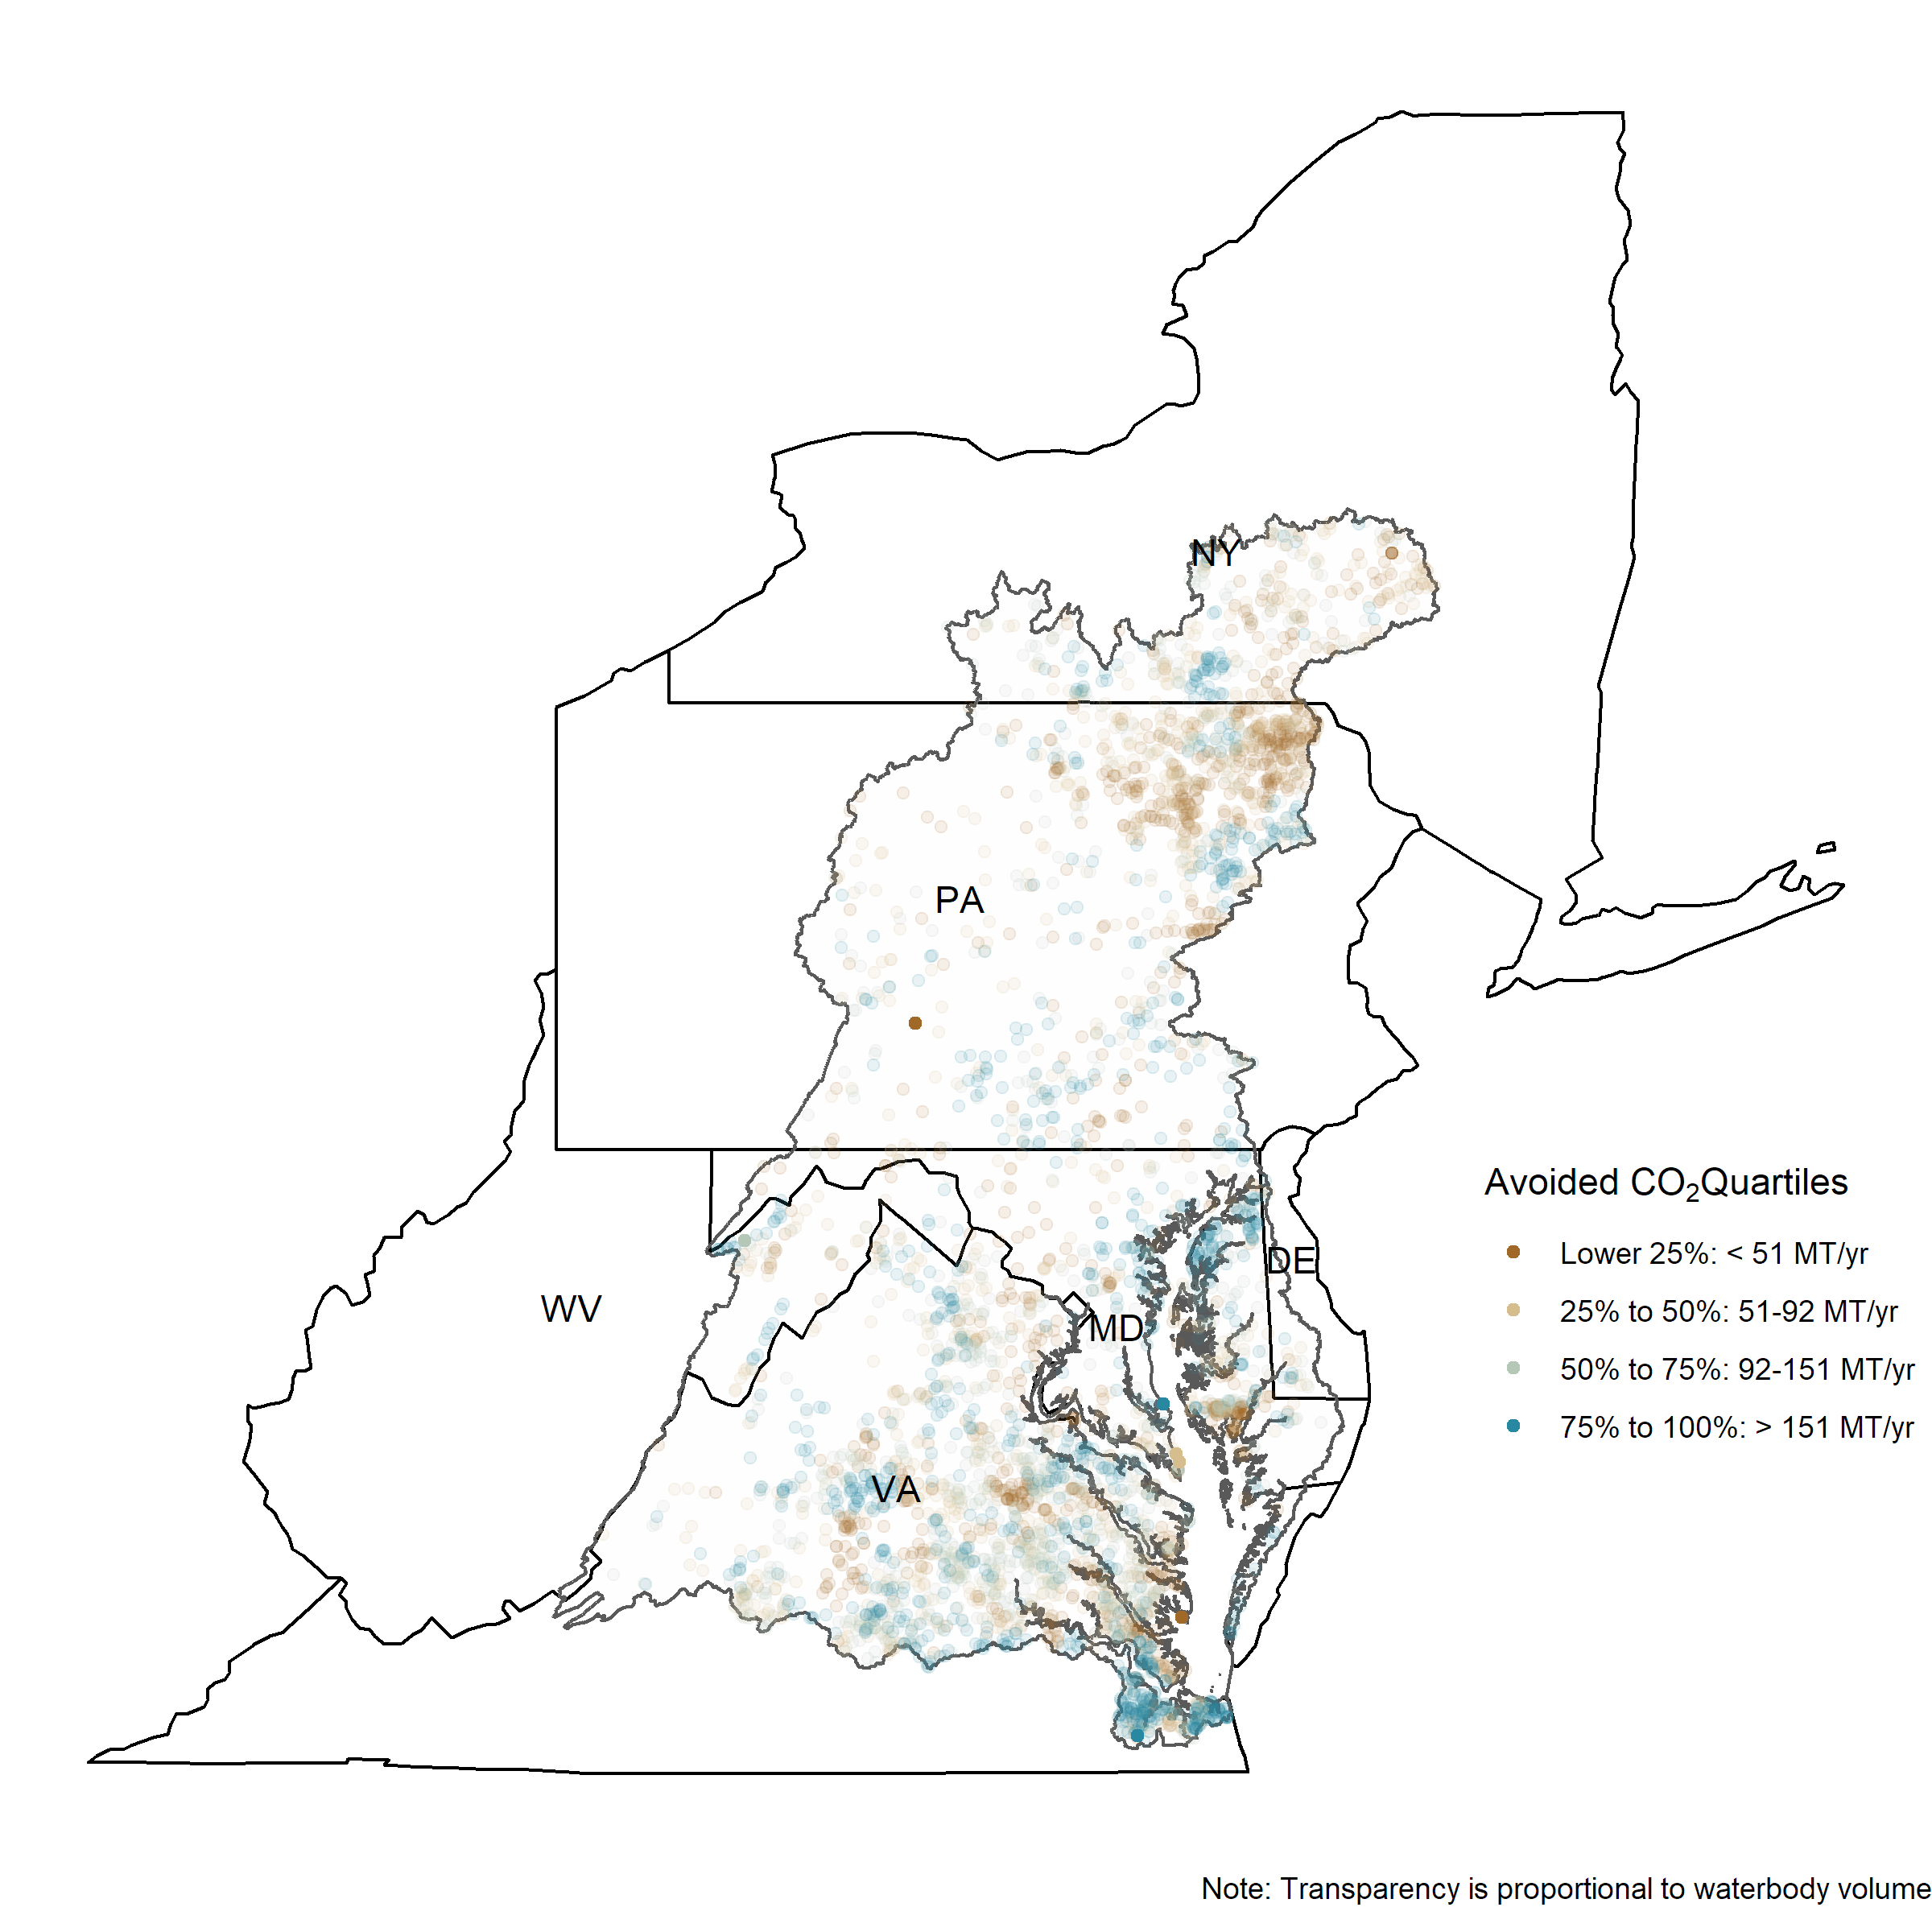 NY
PA
Avoided CO₂Quartiles
Lower 25%: < 51 MT/yr
DE
WV
25% to 50%: 51-92 MT/yr
MD
50% to 75%: 92-151 MT/yr
75% to 100%: > 151 MT/yr
VA
Note: Transparency is proportional to waterbody volume